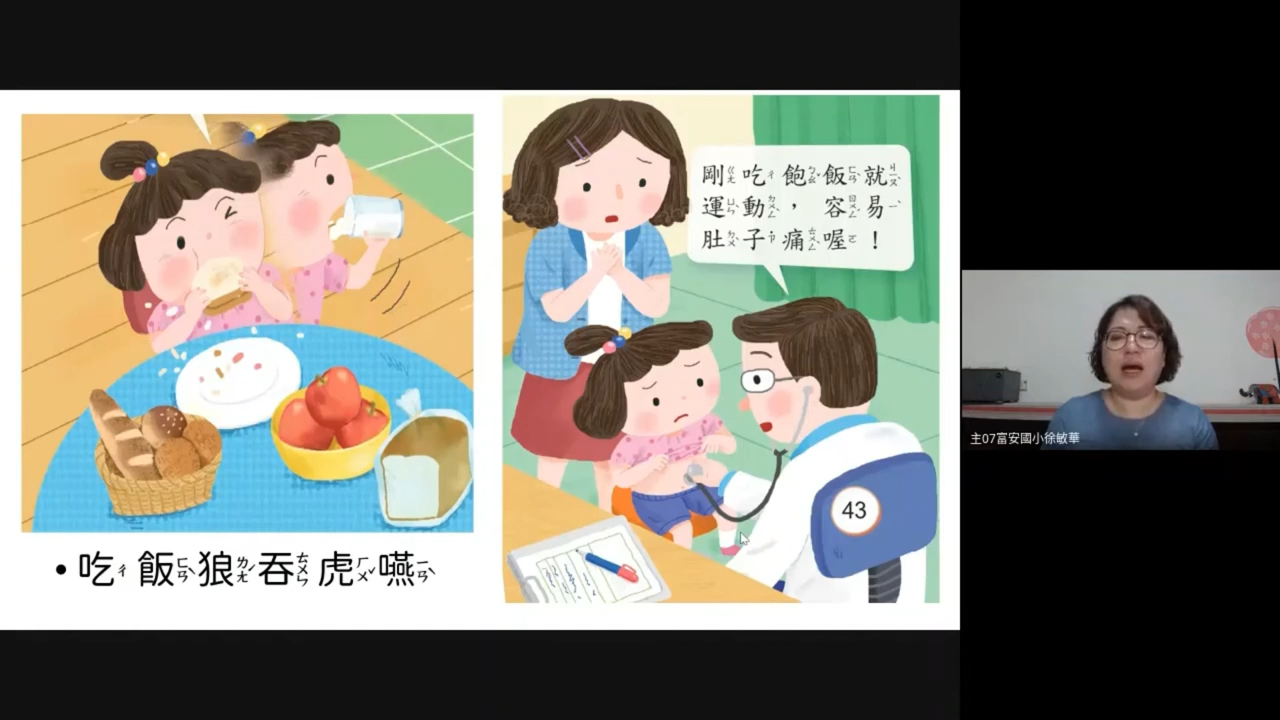 剛吃飽飯就
運動，容易
肚子痛喔！
43
• 吃飯狼吞虎嚥
主07富安國小徐敏華